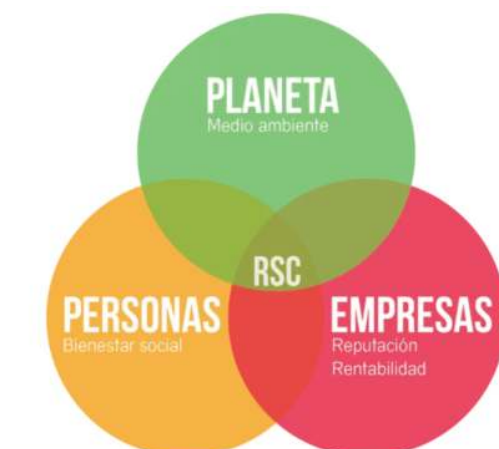 PLANETA
Medio ambiente
RSC
PERSONAS
Bienestar social
EMPRESAS
Reputación
Rentabilidad